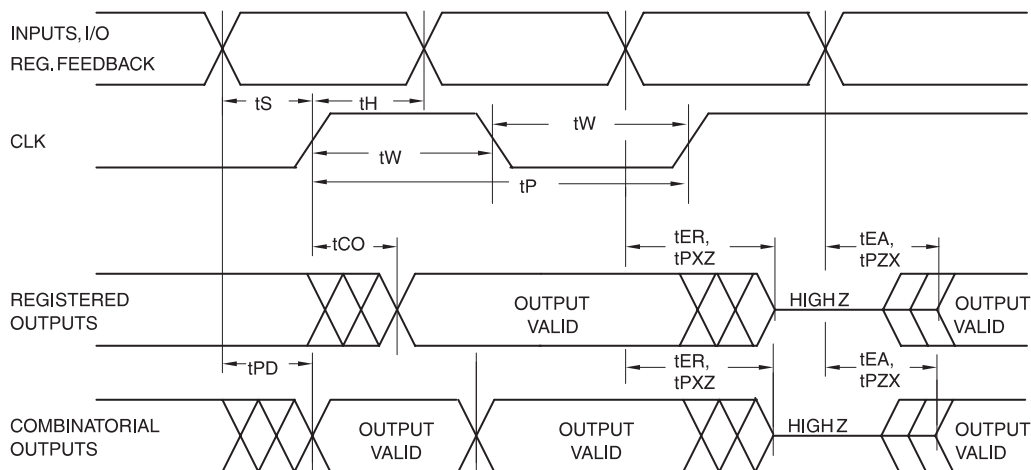 INPUTS, I/O
REG. FEEDBACK
tS
tH
tW
CLK
tW
tP
tCO
tER,
tPXZ
tEA,
tPZX
REGISTERED
OUTPUTS
OUTPUT
VALID
HIGH Z
OUTPUT
VALID
tPD
tER,
tPXZ
tEA,
tPZX
COMBINATORIAL
OUTPUTS
OUTPUT
VALID
OUTPUT
VALID
HIGH Z
OUTPUT
VALID